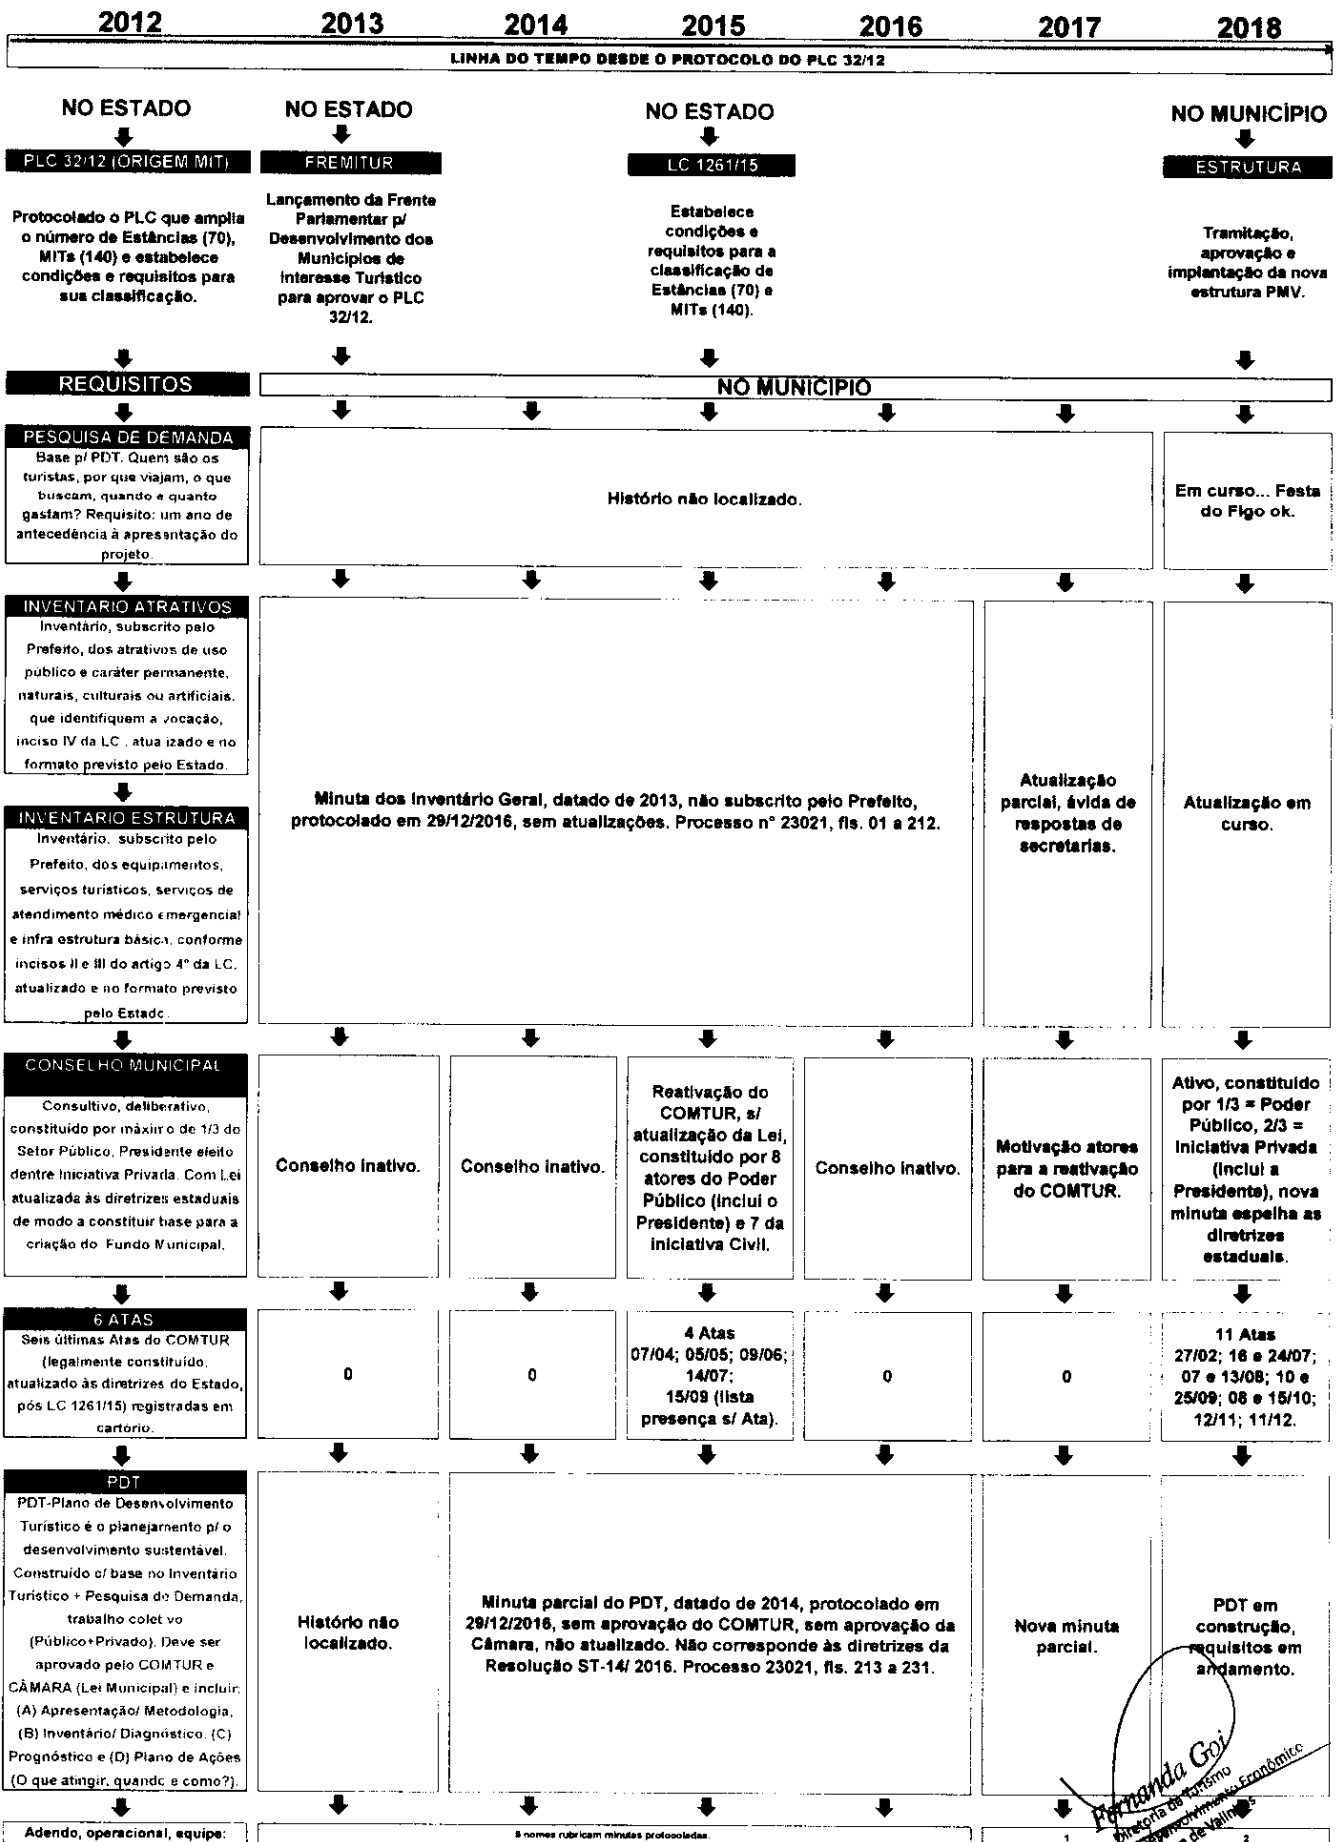 2012 2013 2014 2015 2016 2017 2018
LINHA DO TEMPO DESDE O PROTOCOLO DO PLC 32/12
NO ESTADO
PLC 32/12 (ORIGEM MIT)
Protocolado o PLC que amplia
o número de Estâncias (70),
MITs (140) e estabelece
condições e requisitos para
sua classificação.
NO ESTADO
FREMITUR
Lançamento da Frente
Parlamentar p/
Desenvolvimento dos
Municípios de
Interesse Turístico
para aprovar o PLC
32/12.
NO ESTADO
LC 1261/15
Estabelece
condições e
requisitos para a
classificação de
Estâncias (70) e
MITs (140).
NO MUNICÍPIO
ESTRUTURA
Tramitação,
aprovação e
implantação da nova
estrutura PMV.
REQUISITOS
NO MUNICÍPIO
PESQUISA DE DEMANDA
Base p/ PDT. Quem são os
turistas, por que viajam, o que
buscam, quando e quanto
gastam? Requisito: um ano de
antecedência à apresentação do
projeto.
Histório não localizado.
Em curso... Festa
do Figo ok.
INVENTÁRIO ATRATIVOS
Inventário, subscrito pelo
Prefeito, dos atrativos de uso
público e caráter permanente,
naturais, culturais ou artificiais,
que identifiquem a vocação,
inciso IV da LC , atua izado e no
formato previsto pelo Estado.
INVENTÁRIO ESTRUTURA
Inventário, subscrito pelo
Prefeito, dos equipamentos,
serviços turísticos, serviços de
atendimento médico emergencial
e infra estrutura básica, conforme
incisos II e III do artigo 4º da LC,
atualizado e no formato previsto
pelo Estado.
Minuta dos Inventário Geral, datado de 2013, não subscrito pelo Prefeito,
protocolado em 29/12/2016, sem atualizações. Processo nº 23021, fls. 01 a 212.
Atualização
parcial, ávida de
respostas de
secretarias.
Atualização em
curso.
CONSELHO MUNICIPAL
Consultivo, deliberativo,
constituído por máximo de 1/3 do
Setor Público, Presidente eleito
dentre Iniciativa Privada. Com Lei
atualizada às diretrizes estaduais
de modo a constituir base para a
criação do Fundo Municipal.
Conselho inativo.
Conselho inativo.
Reativação do
COMTUR, s/
atualização da Lei,
constituído por 8
atores do Poder
Público (inclui o
Presidente) e 7 da
iniciativa Civil.
Conselho inativo.
Motivação atores
para a reativação
do COMTUR.
Ativo, constituído
por 1/3 = Poder
Público, 2/3 =
Iniciativa Privada
(inclui a
Presidente), nova
minuta espelha as
diretrizes
estaduais.
6 ATAS
Seis últimas Atas do COMTUR
(legalmente constituído,
atualizado às diretrizes do Estado,
pós LC 1261/15) registradas em
cartório.
0
0
4 Atas
07/04; 05/05; 09/06;
14/07;
15/09 (lista
presença s/ Ata).
0
0
11 Atas
27/02; 16 e 24/07;
07 e 13/08; 10 e
25/09; 08 e 15/10;
12/11; 11/12.
PDT
PDT-Plano de Desenvolvimento
Turístico é o planejamento p/ o
desenvolvimento sustentável.
Construído c/ base no Inventário
Turístico + Pesquisa de Demanda,
trabalho colet vo
(Público+Privado). Deve ser
aprovado pelo COMTUR e
CÂMARA (Lei Municipal) e incluir:
(A) Apresentação/ Metodologia,
(B) Inventário/ Diagnóstico, (C)
Prognóstico e (D) Plano de Ações
(O que atingir, quando e como?).
Histório não
localizado.
Minuta parcial do PDT, datado de 2014, protocolado em
29/12/2016, sem aprovação do COMTUR, sem aprovação da
Câmara, não atualizado. Não corresponde às diretrizes da
Resolução ST-14/ 2016. Processo 23021, fls. 213 a 231.
Nova minuta
parcial.
PDT em
construção,
requisitos em
andamento.
Fernanda Goi
Diretoria de Turismo
Desenvolvimento Econômico
de Valinhos
Adendo, operacional, equipe:
8 nomes rubricam minutas protocoladas.
1
2